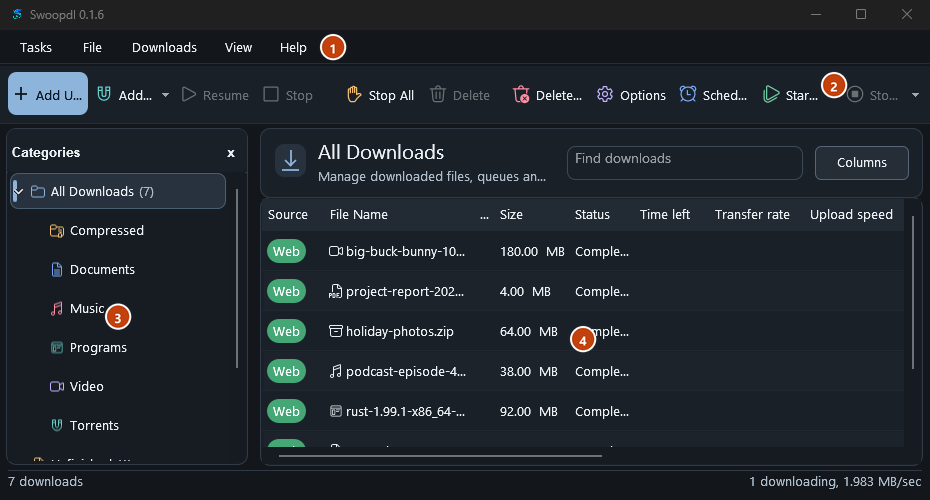 Swoopdl 0.1.6
Tasks File Downloads View Help 1
Add U... Add... Resume Stop Stop All Delete Delete... Options Sched... Star... 2 Sto...
Categories x
All Downloads (7)
Compressed
Documents
Music 3
Programs
Video
Torrents
All Downloads
Manage downloaded files, queues an...
Find downloads
Columns
Source File Name ... Size Status Time left Transfer rate Upload speed
Web big-buck-bunny-10... 180.00 MB Comple...
Web PDF project-report-202... 4.00 MB Comple...
Web holiday-photos.zip 64.00 MB 4 mple...
Web podcast-episode-4... 38.00 MB Comple...
Web rust-1.99.1-x86_64-... 92.00 MB Comple...
7 downloads
1 downloading, 1.983 MB/sec